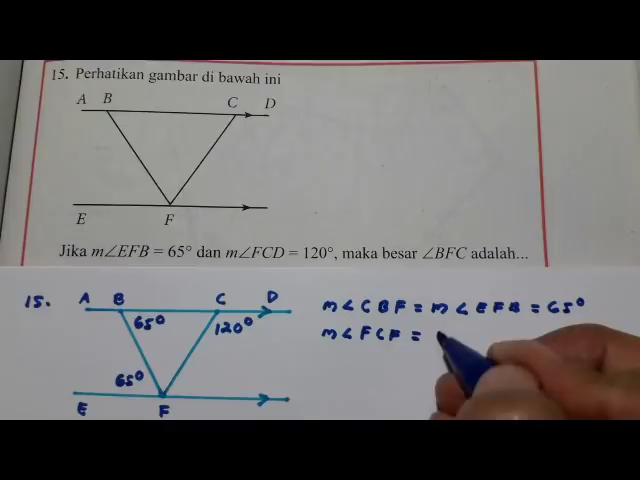 15. Perhatikan gambar di bawah ini
A B C D
E F
Jika m∠EFB = 65° dan m∠FCD = 120°, maka besar ∠BFC adalah...
15. A B C D
65° 120°
65°
E F
m∠CBF = m∠EFB = 65°
m∠FCF =